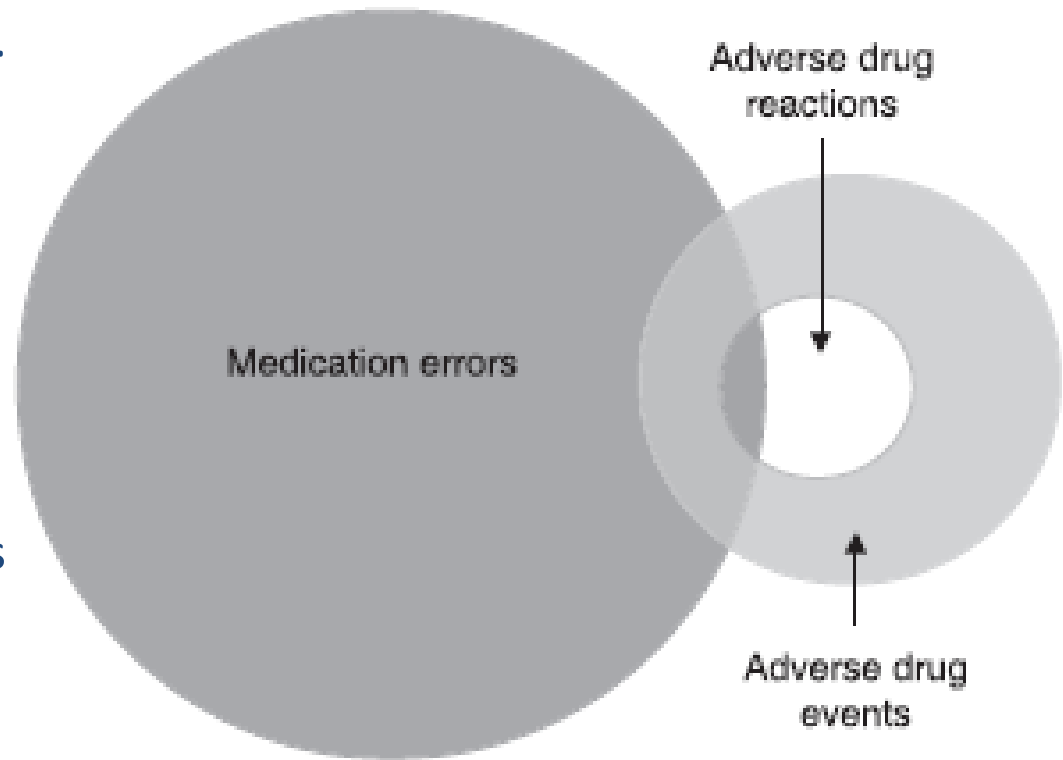 .
Adverse drug
reactions
Medication errors
s
Adverse drug
events